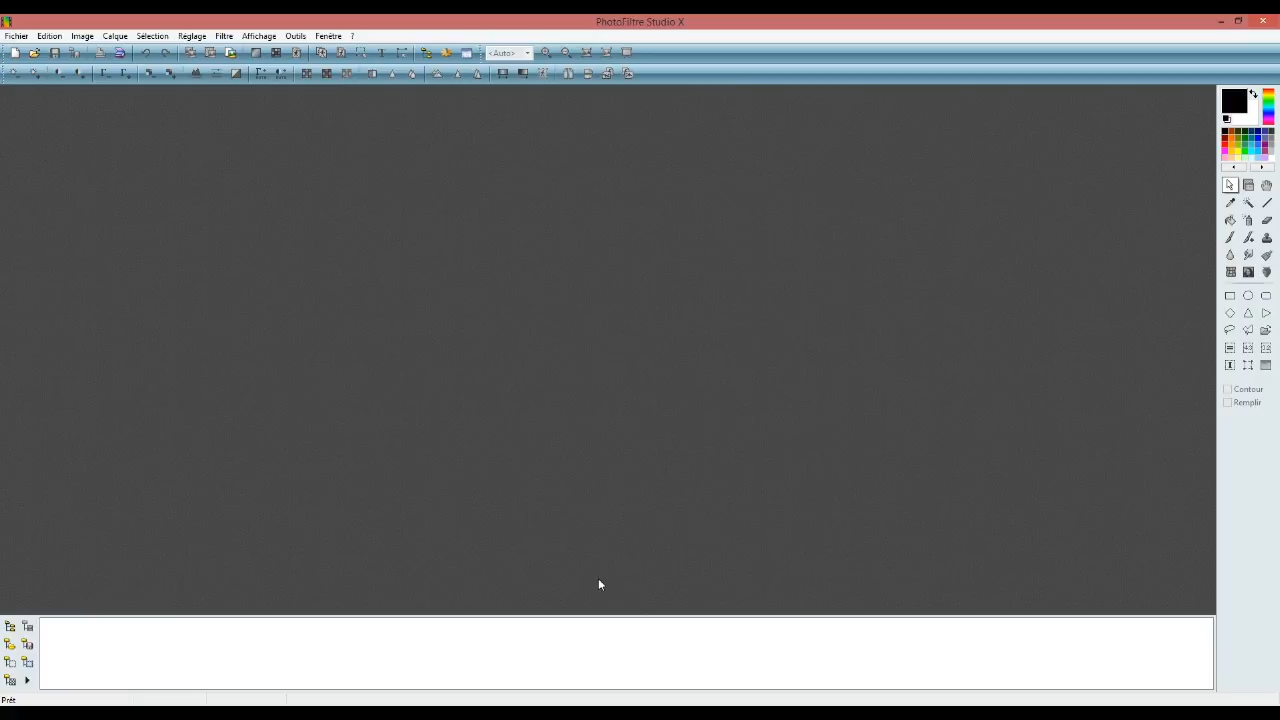 PhotoFiltre Studio X
Fichier Edition Image Calque Sélection Réglage Filtre Affichage Outils Fenêtre ?
<Auto>
Contour
Remplir
Prêt